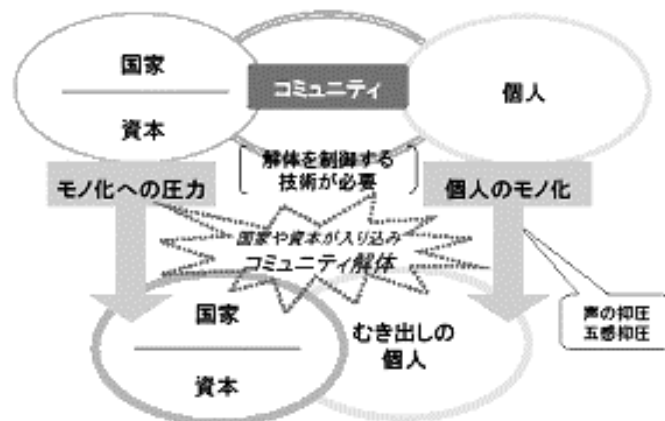 国家
資本
コミュニティ
個人
解体を制御する
技術が必要
モノ化への圧力
個人のモノ化
国家や資本が入り込み
コミュニティ解体
声の抑圧
五感抑圧
国家
資本
むき出しの
個人